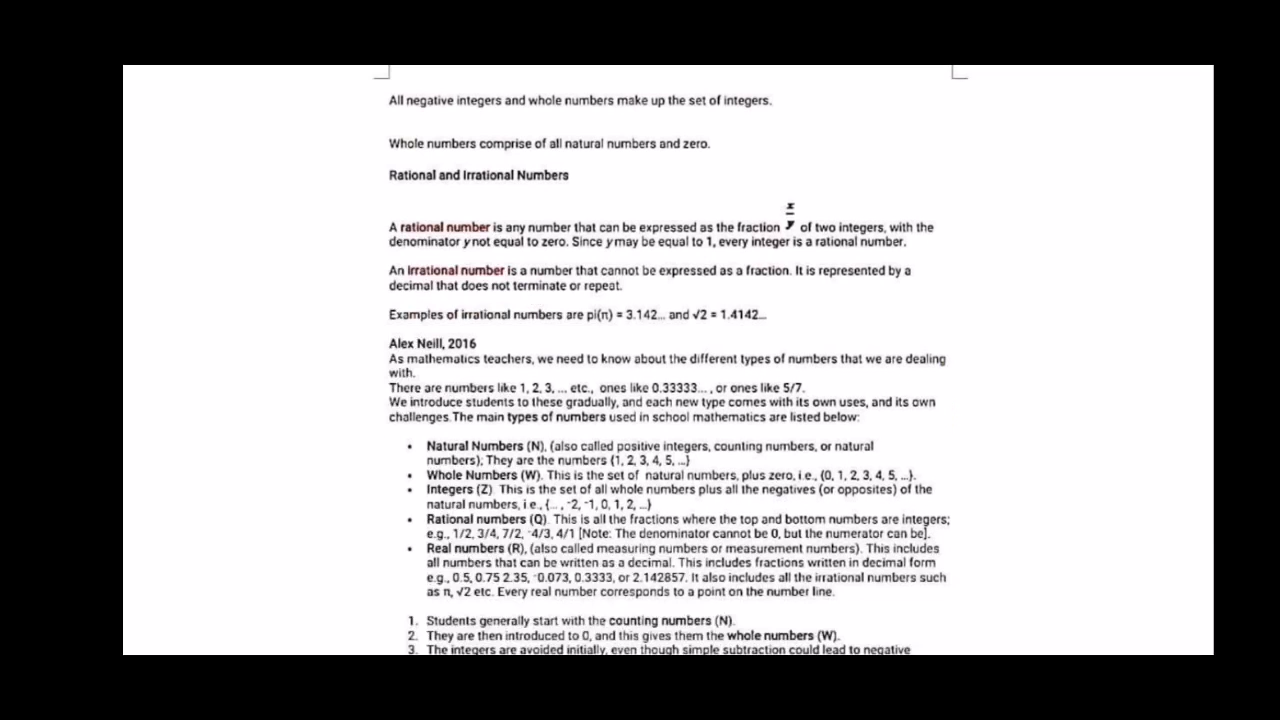 All negative integers and whole numbers make up the set of integers.
Whole numbers comprise of all natural numbers and zero.
Rational and Irrational Numbers
A rational number is any number that can be expressed as the fraction x/y of two integers, with the
denominator y not equal to zero. Since y may be equal to 1, every integer is a rational number.
An irrational number is a number that cannot be expressed as a fraction. It is represented by a
decimal that does not terminate or repeat.
Examples of irrational numbers are pi(π) = 3.142... and √2 = 1.4142...
Alex Neill, 2016
As mathematics teachers, we need to know about the different types of numbers that we are dealing
with.
There are numbers like 1, 2, 3, ... etc., ones like 0.33333... , or ones like 5/7.
We introduce students to these gradually, and each new type comes with its own uses, and its own
challenges.The main types of numbers used in school mathematics are listed below:
• Natural Numbers (N), (also called positive integers, counting numbers, or natural
numbers); They are the numbers {1, 2, 3, 4, 5, ...}
• Whole Numbers (W). This is the set of natural numbers, plus zero, i.e., {0, 1, 2, 3, 4, 5, ...}.
• Integers (Z). This is the set of all whole numbers plus all the negatives (or opposites) of the
natural numbers, i.e., {... , ⁻2, ⁻1, 0, 1, 2, ...}
• Rational numbers (Q). This is all the fractions where the top and bottom numbers are integers;
e.g., 1/2, 3/4, 7/2, ⁻4/3, 4/1 [Note: The denominator cannot be 0, but the numerator can be].
• Real numbers (R), (also called measuring numbers or measurement numbers). This includes
all numbers that can be written as a decimal. This includes fractions written in decimal form
e.g., 0.5, 0.75 2.35, ⁻0.073, 0.3333, or 2.142857. It also includes all the irrational numbers such
as π, √2 etc. Every real number corresponds to a point on the number line.
1. Students generally start with the counting numbers (N).
2. They are then introduced to 0, and this gives them the whole numbers (W).
3. The integers are avoided initially, even though simple subtraction could lead to negative